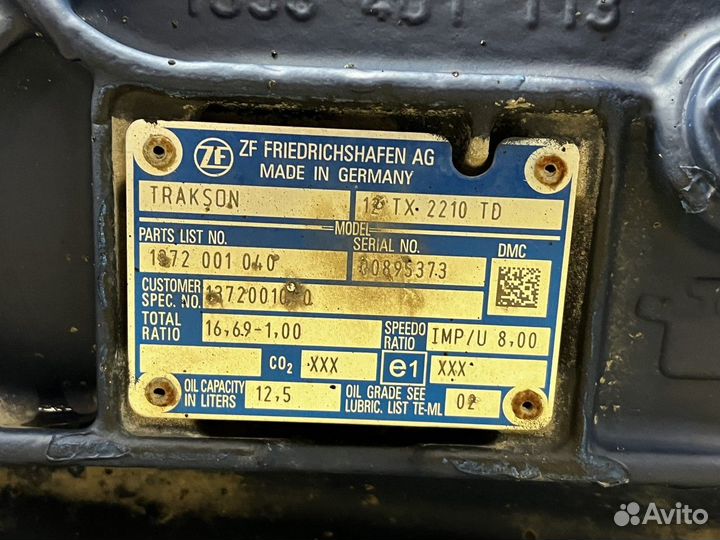 ZF FRIEDRICHSHAFEN AG
MADE IN GERMANY
TRAKSON 12 TX 2210 TD
MODEL
PARTS LIST NO. SERIAL NO. DMC
1372 001 040 00895373
CUSTOMER SPEC. NO. 1372001040
TOTAL RATIO 16,69-1,00 SPEEDO RATIO IMP/U 8,00
CO2 XXX e1 XXX
OIL CAPACITY IN LITERS 12,5 OIL GRADE SEE LUBRIC. LIST TE-ML 02
Avito